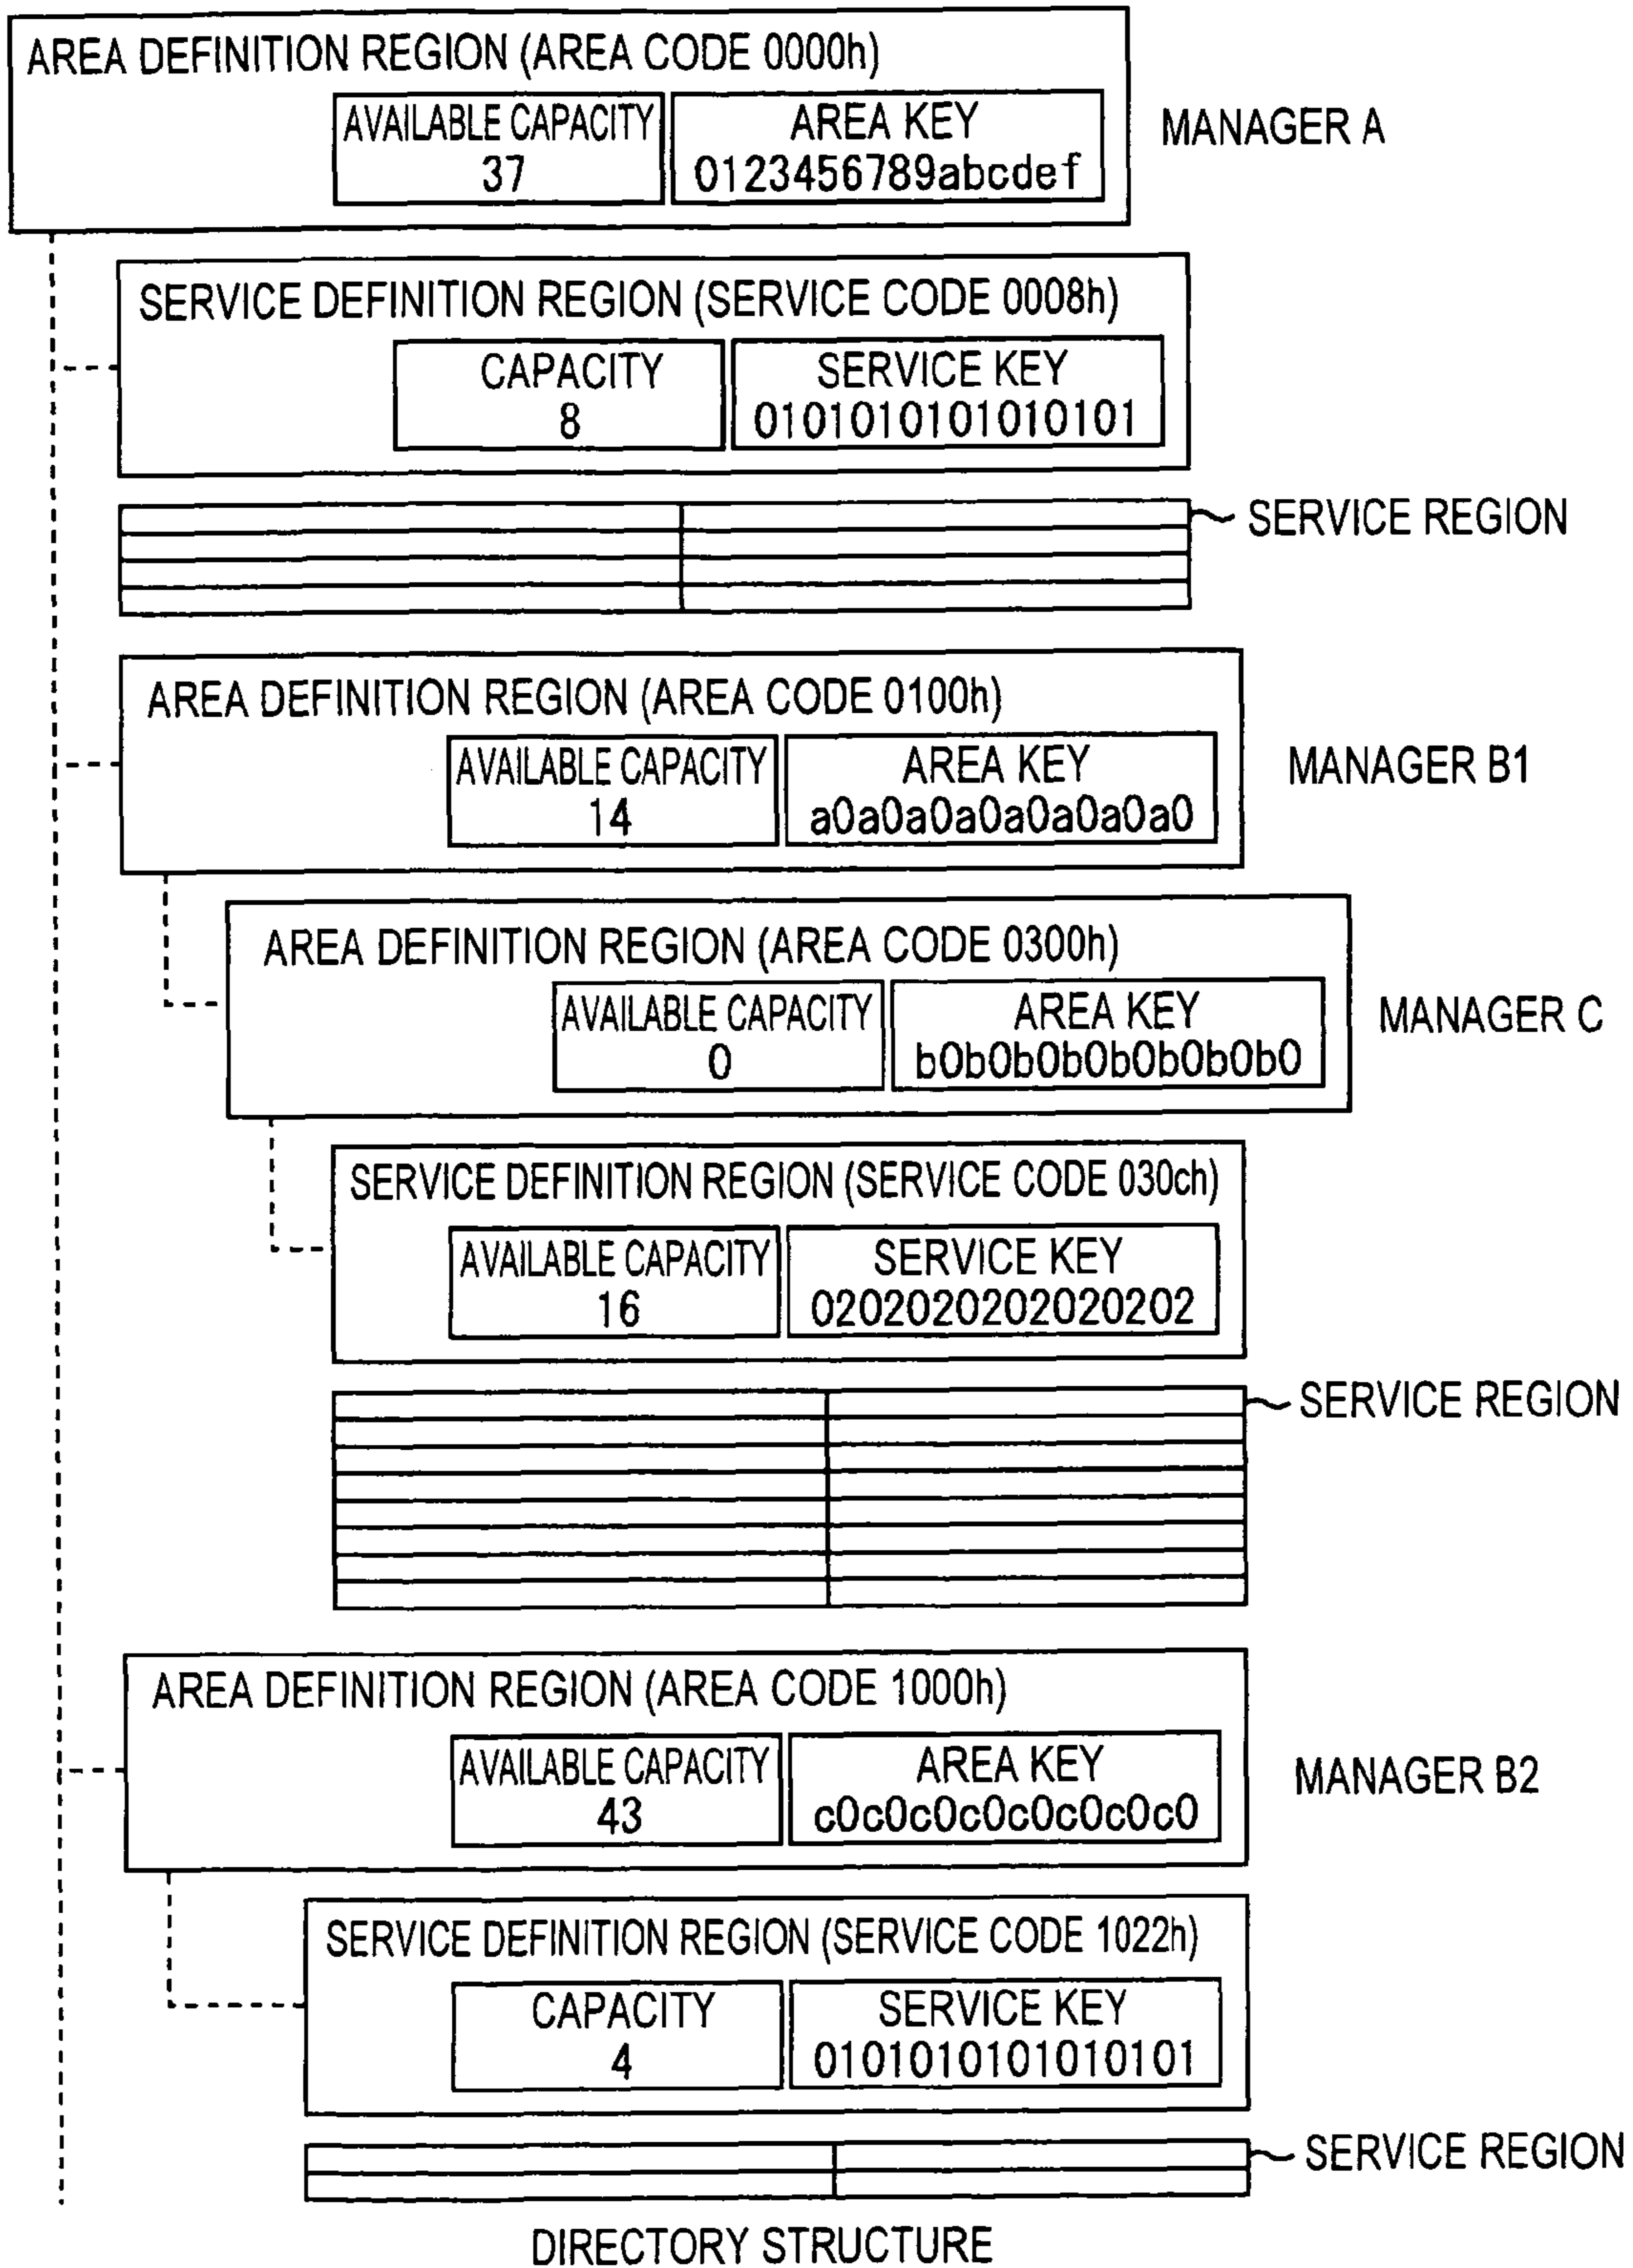 AREA DEFINITION REGION (AREA CODE 0000h)
AVAILABLE CAPACITY
37
AREA KEY
0123456789abcdef
MANAGER A
SERVICE DEFINITION REGION (SERVICE CODE 0008h)
CAPACITY
8
SERVICE KEY
0101010101010101
SERVICE REGION
AREA DEFINITION REGION (AREA CODE 0100h)
AVAILABLE CAPACITY
14
AREA KEY
a0a0a0a0a0a0a0a0
MANAGER B1
AREA DEFINITION REGION (AREA CODE 0300h)
AVAILABLE CAPACITY
0
AREA KEY
b0b0b0b0b0b0b0b0
MANAGER C
SERVICE DEFINITION REGION (SERVICE CODE 030ch)
AVAILABLE CAPACITY
16
SERVICE KEY
0202020202020202
SERVICE REGION
AREA DEFINITION REGION (AREA CODE 1000h)
AVAILABLE CAPACITY
43
AREA KEY
c0c0c0c0c0c0c0c0
MANAGER B2
SERVICE DEFINITION REGION (SERVICE CODE 1022h)
CAPACITY
4
SERVICE KEY
0101010101010101
SERVICE REGION
DIRECTORY STRUCTURE